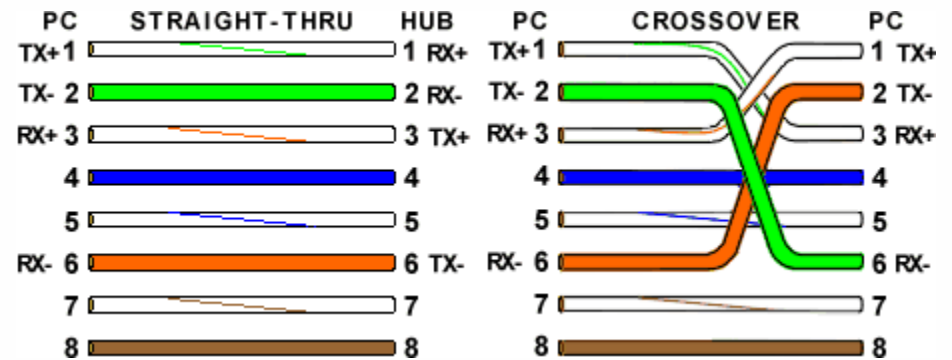 PC STRAIGHT-THRU HUB PC CROSSOVER PC
TX+ 1 1 RX+ TX+ 1 1 TX+
TX- 2 2 RX- TX- 2 2 TX-
RX+ 3 3 TX+ RX+ 3 3 RX+
4 4 4 4
5 5 5 5
RX- 6 6 TX- RX- 6 6 RX-
7 7 7 7
8 8 8 8